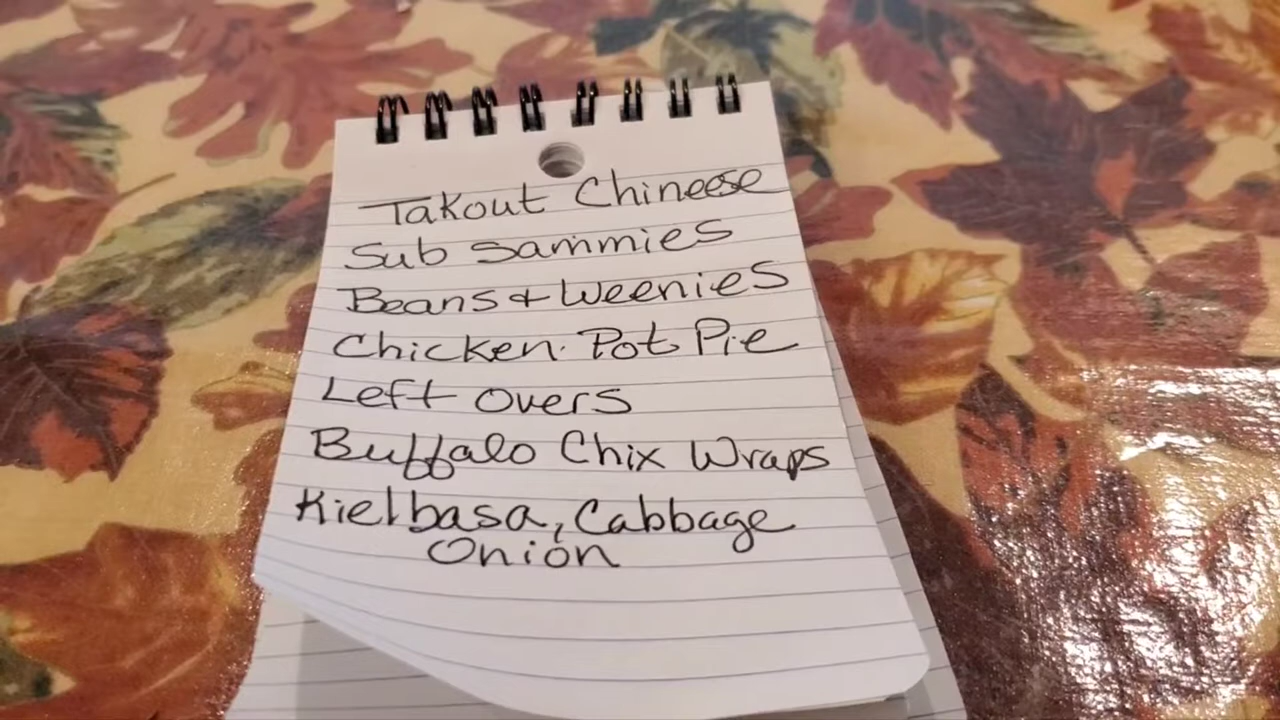 Takout Chineese
Sub Sammies
Beans + Weenies
Chicken Pot Pie
Left Overs
Buffalo Chix Wraps
Kielbasa, Cabbage
Onion